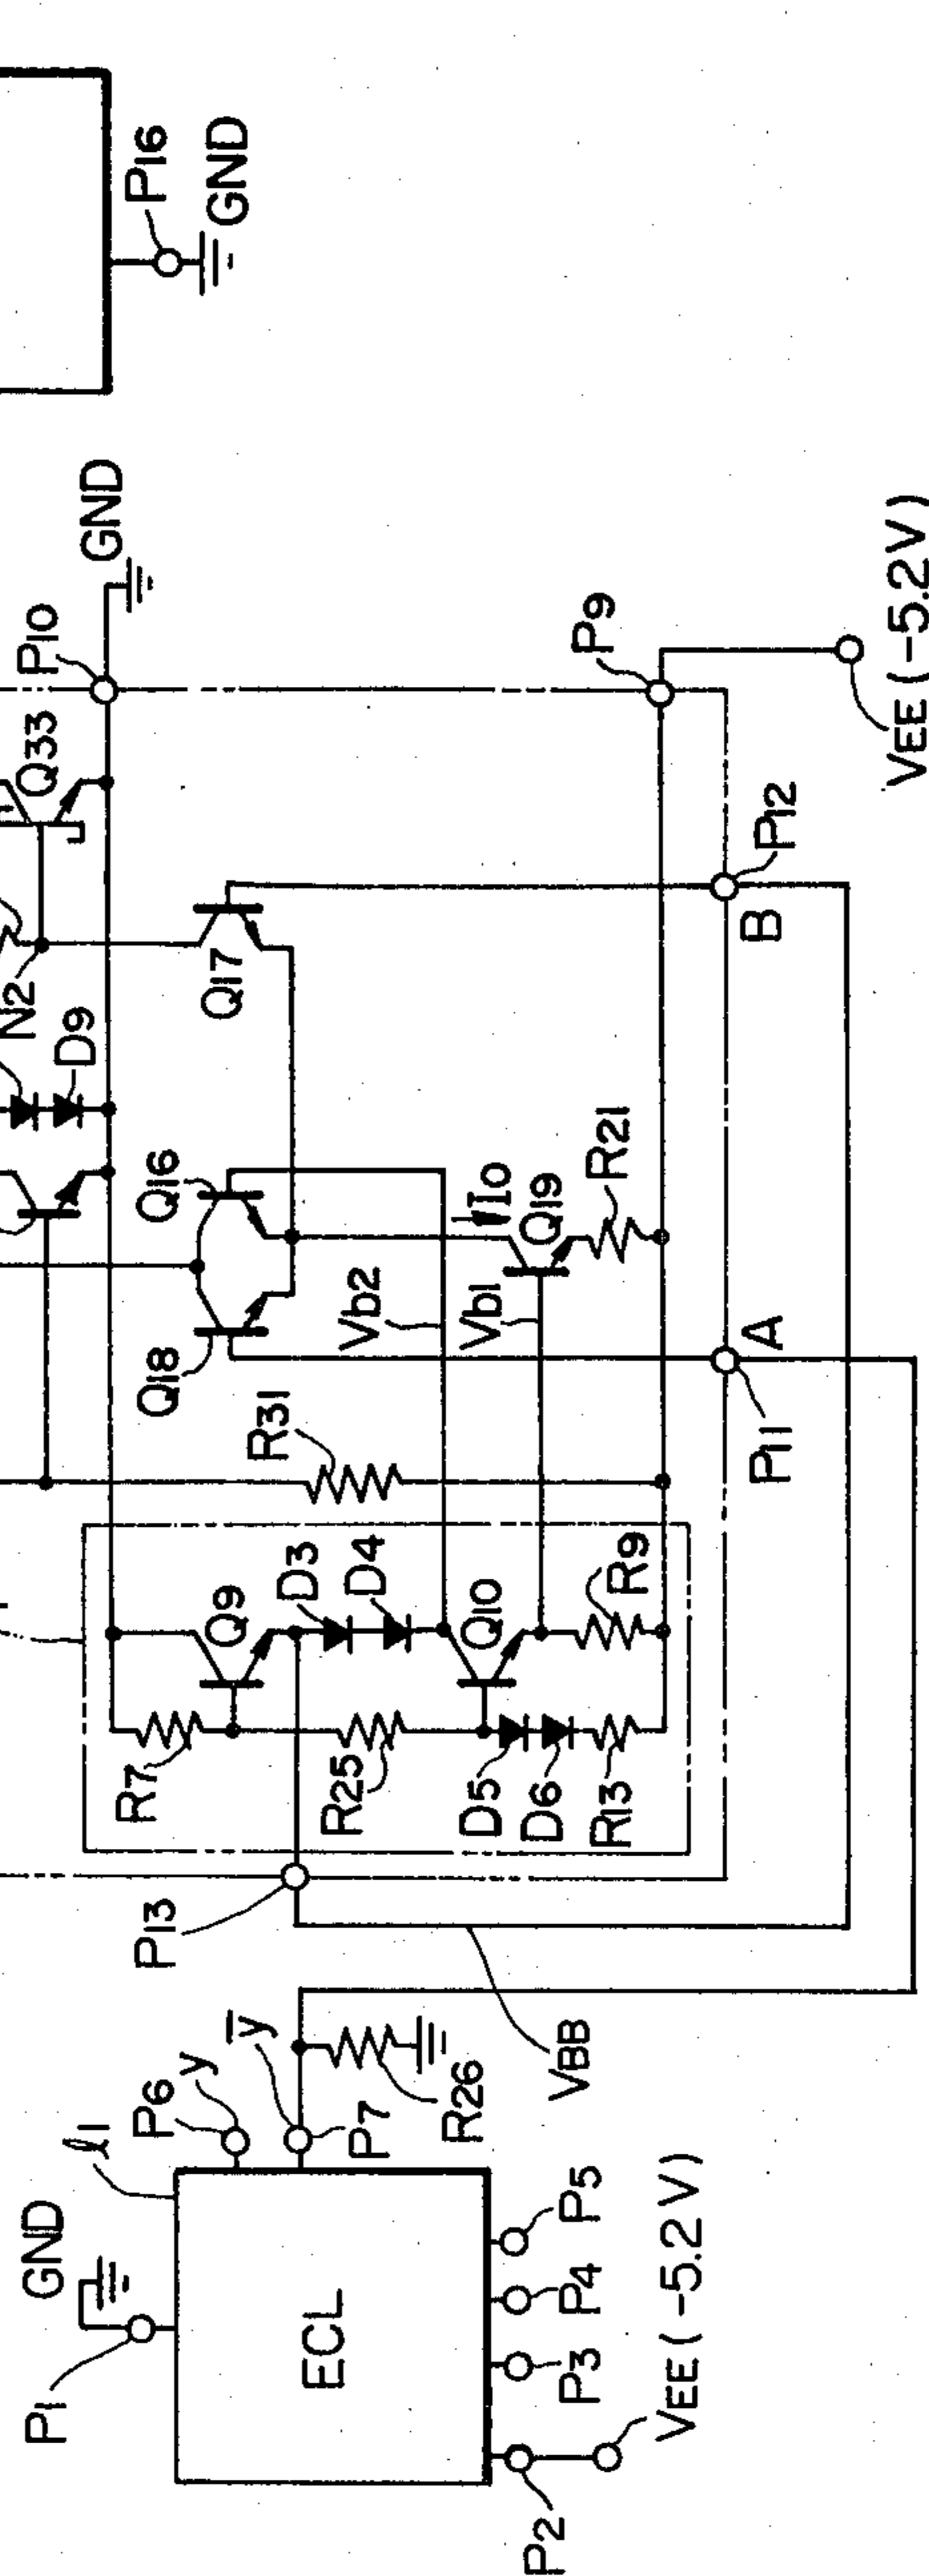 P16
GND
GND
P10
Q33
N2
D9
Q17
Q16
Q18
Vb2
Vb1
I0
Q19
R21
P9
VEE (-5.2V)
P12
B
A
P11
R31
R7
Q9
D3
D4
R25
Q10
D5
D6
R13
R9
P13
VBB
GND
P1
l1
P6
y
y̅
P7
R26
ECL
P5
P4
P3
P2
VEE (-5.2V)